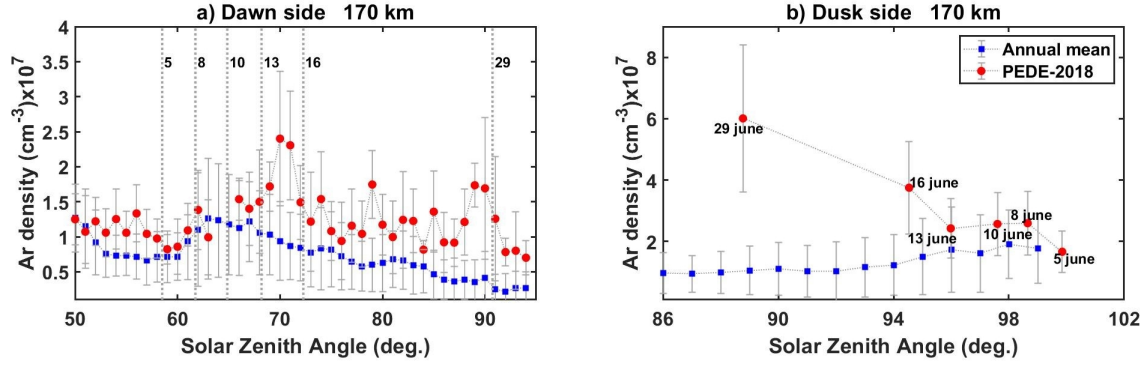 a) Dawn side 170 km
4
3.5
3
2.5
2
1.5
1
0.5
Ar density (cm-3)x107
5
8
10
13
16
29
50
60
70
80
90
Solar Zenith Angle (deg.)
b) Dusk side 170 km
8
6
4
2
Ar density (cm-3)x107
Annual mean
PEDE-2018
29 june
16 june
13 june
8 june
10 june
5 june
86
90
94
98
102
Solar Zenith Angle (deg.)